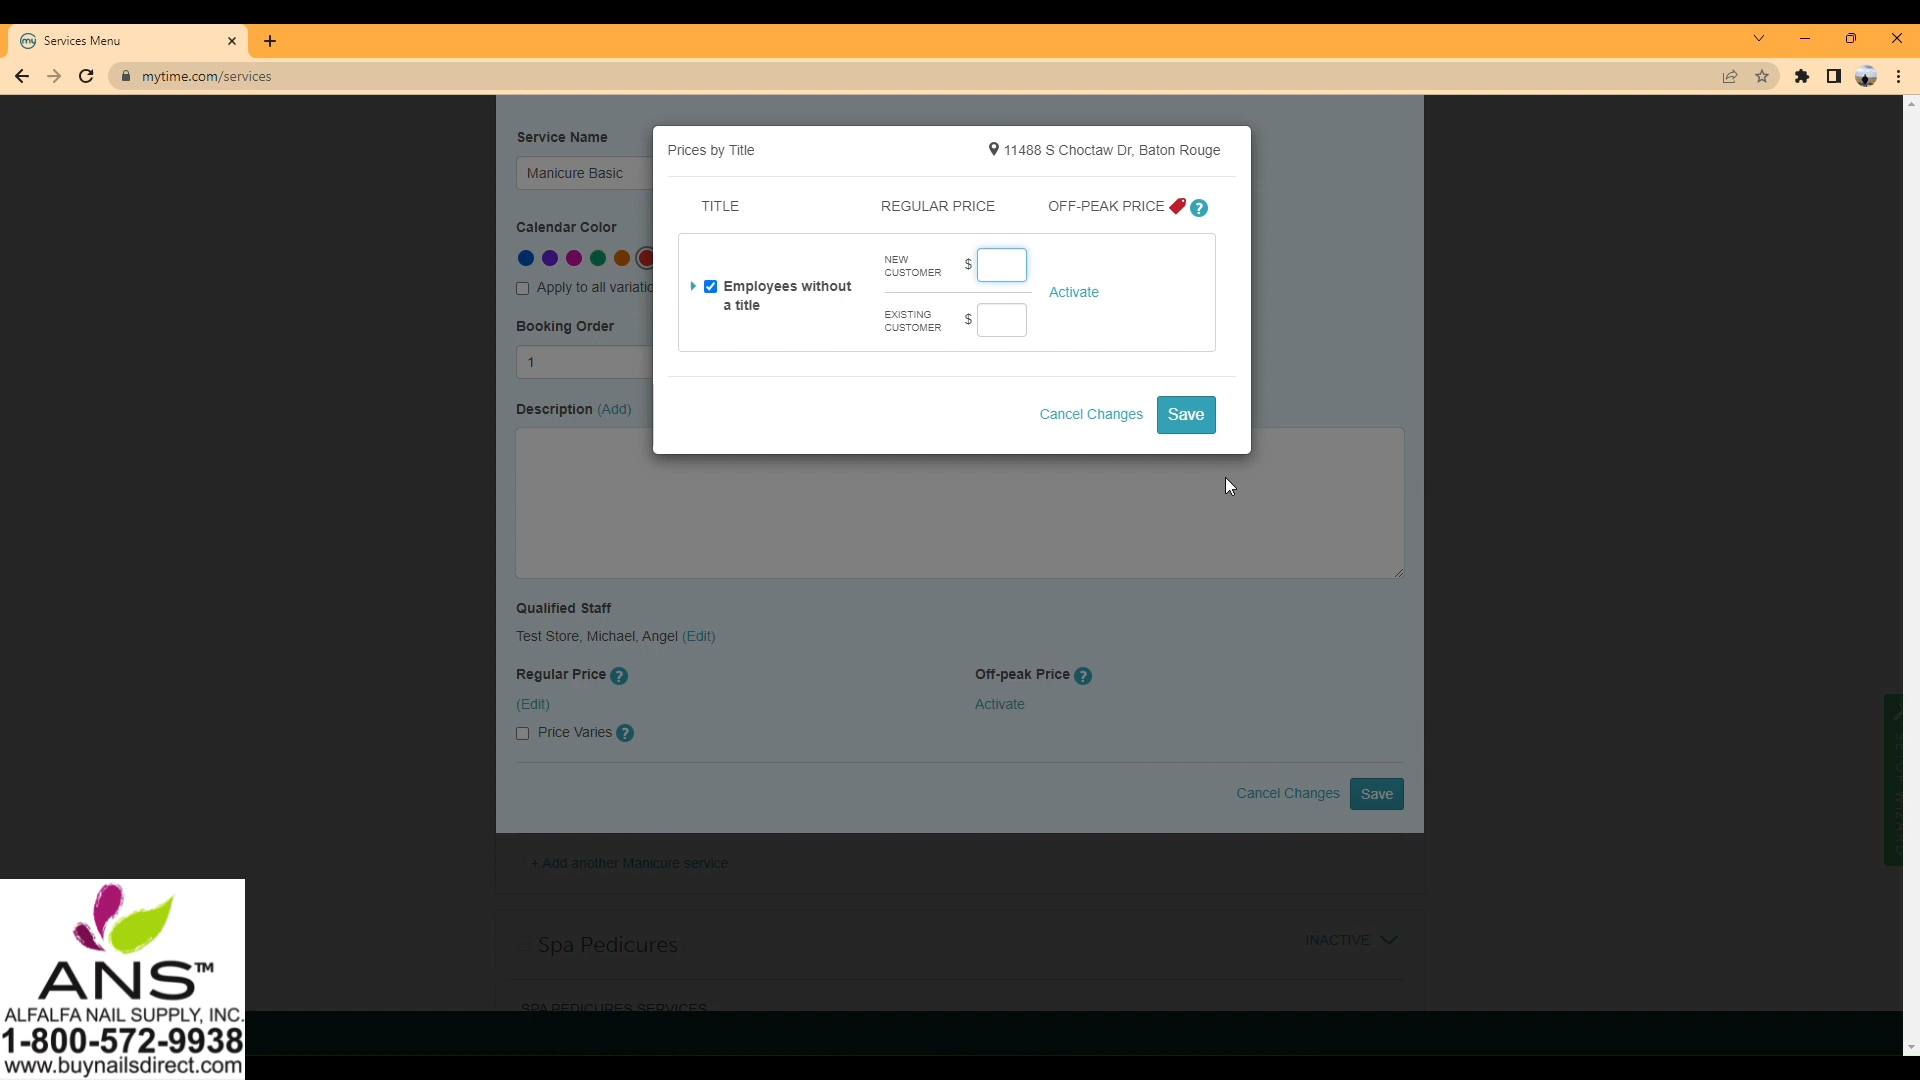 Services Menu
mytime.com/services
Service Name
Manicure Basic
Calendar Color
Apply to all variatio
Booking Order
1
Description (Add)
Prices by Title
11488 S Choctaw Dr, Baton Rouge
TITLE
REGULAR PRICE
OFF-PEAK PRICE ?
Employees without
a title
NEW
CUSTOMER
$
EXISTING
CUSTOMER
$
Activate
Cancel Changes
Save
Qualified Staff
Test Store, Michael, Angel (Edit)
Regular Price ?
(Edit)
Price Varies ?
Off-peak Price ?
Activate
Cancel Changes
Save
+ Add another Manicure service
Spa Pedicures
INACTIVE
SPA PEDICURES SERVICES
my
ANS™
ALFALFA NAIL SUPPLY, INC.
1-800-572-9938
www.buynailsdirect.com